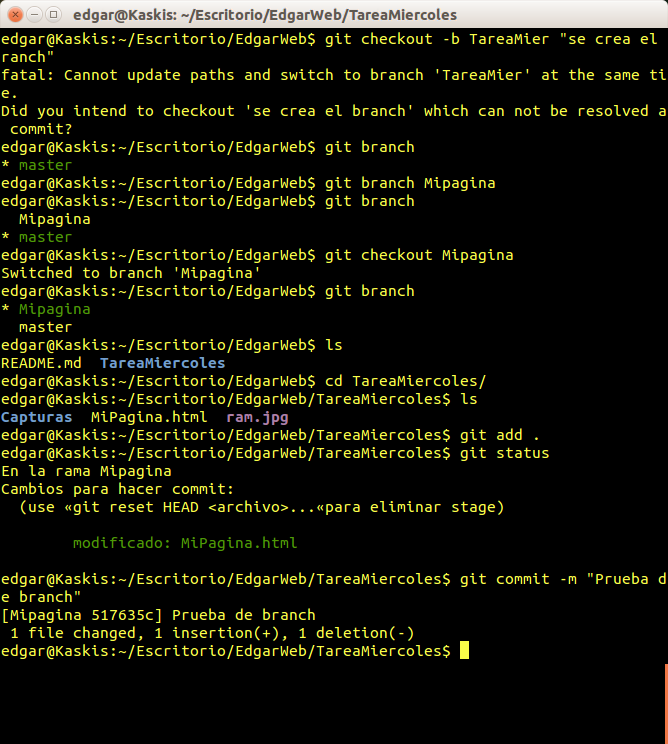 edgar@Kaskis: ~/Escritorio/EdgarWeb/TareaMiercoles
edgar@Kaskis:~/Escritorio/EdgarWeb$ git checkout -b TareaMier "se crea el
ranch"
fatal: Cannot update paths and switch to branch 'TareaMier' at the same ti
e.
Did you intend to checkout 'se crea el branch' which can not be resolved a
 commit?
edgar@Kaskis:~/Escritorio/EdgarWeb$ git branch
* master
edgar@Kaskis:~/Escritorio/EdgarWeb$ git branch Mipagina
edgar@Kaskis:~/Escritorio/EdgarWeb$ git branch
  Mipagina
* master
edgar@Kaskis:~/Escritorio/EdgarWeb$ git checkout Mipagina
Switched to branch 'Mipagina'
edgar@Kaskis:~/Escritorio/EdgarWeb$ git branch
* Mipagina
  master
edgar@Kaskis:~/Escritorio/EdgarWeb$ ls
README.md  TareaMiercoles
edgar@Kaskis:~/Escritorio/EdgarWeb$ cd TareaMiercoles/
edgar@Kaskis:~/Escritorio/EdgarWeb/TareaMiercoles$ ls
Capturas  MiPagina.html  ram.jpg
edgar@Kaskis:~/Escritorio/EdgarWeb/TareaMiercoles$ git add .
edgar@Kaskis:~/Escritorio/EdgarWeb/TareaMiercoles$ git status
En la rama Mipagina
Cambios para hacer commit:
  (use «git reset HEAD <archivo>...«para eliminar stage)
        modificado: MiPagina.html
edgar@Kaskis:~/Escritorio/EdgarWeb/TareaMiercoles$ git commit -m "Prueba d
e branch"
[Mipagina 517635c] Prueba de branch
 1 file changed, 1 insertion(+), 1 deletion(-)
edgar@Kaskis:~/Escritorio/EdgarWeb/TareaMiercoles$